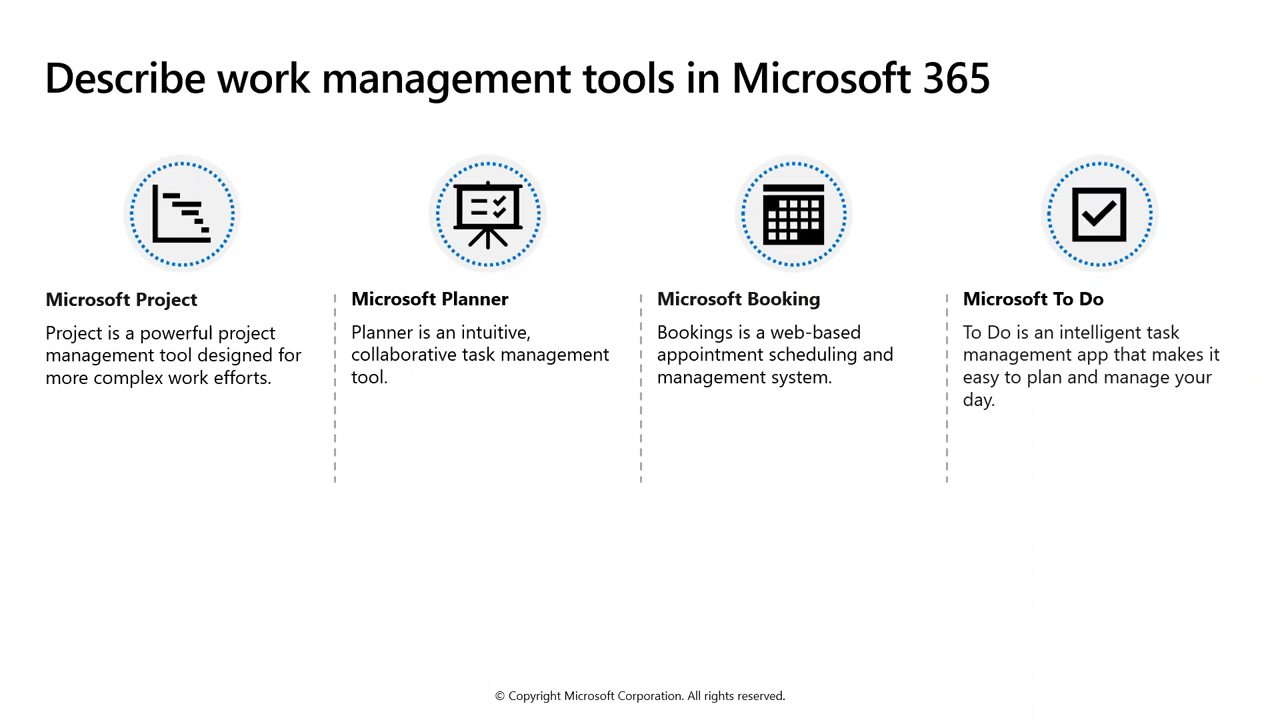 Describe work management tools in Microsoft 365
Microsoft Project
Project is a powerful project
management tool designed for
more complex work efforts.
Microsoft Planner
Planner is an intuitive,
collaborative task management
tool.
Microsoft Booking
Bookings is a web-based
appointment scheduling and
management system.
Microsoft To Do
To Do is an intelligent task
management app that makes it
easy to plan and manage your
day.
© Copyright Microsoft Corporation. All rights reserved.